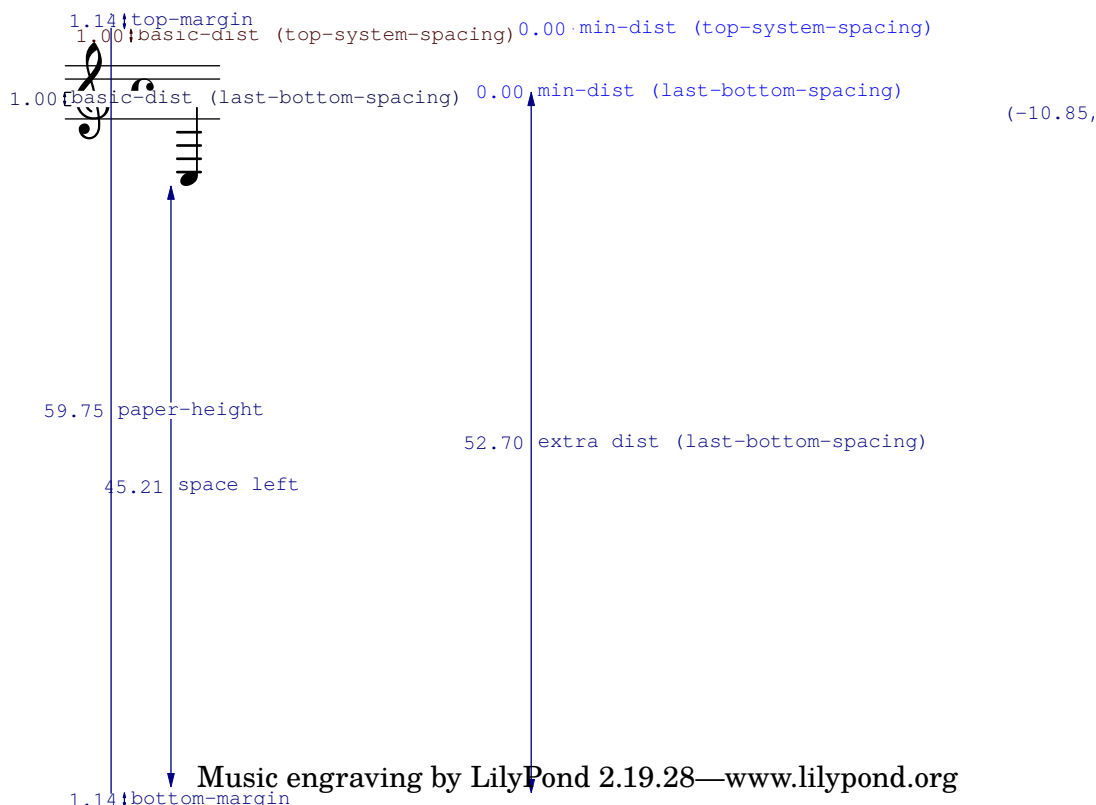 1.14 top-margin
1.00 basic-dist (top-system-spacing) 0.00 min-dist (top-system-spacing)
1.00 basic-dist (last-bottom-spacing) 0.00 min-dist (last-bottom-spacing)
(-10.85,
59.75 paper-height
52.70 extra dist (last-bottom-spacing)
45.21 space left
Music engraving by LilyPond 2.19.28—www.lilypond.org
1.14 bottom-margin